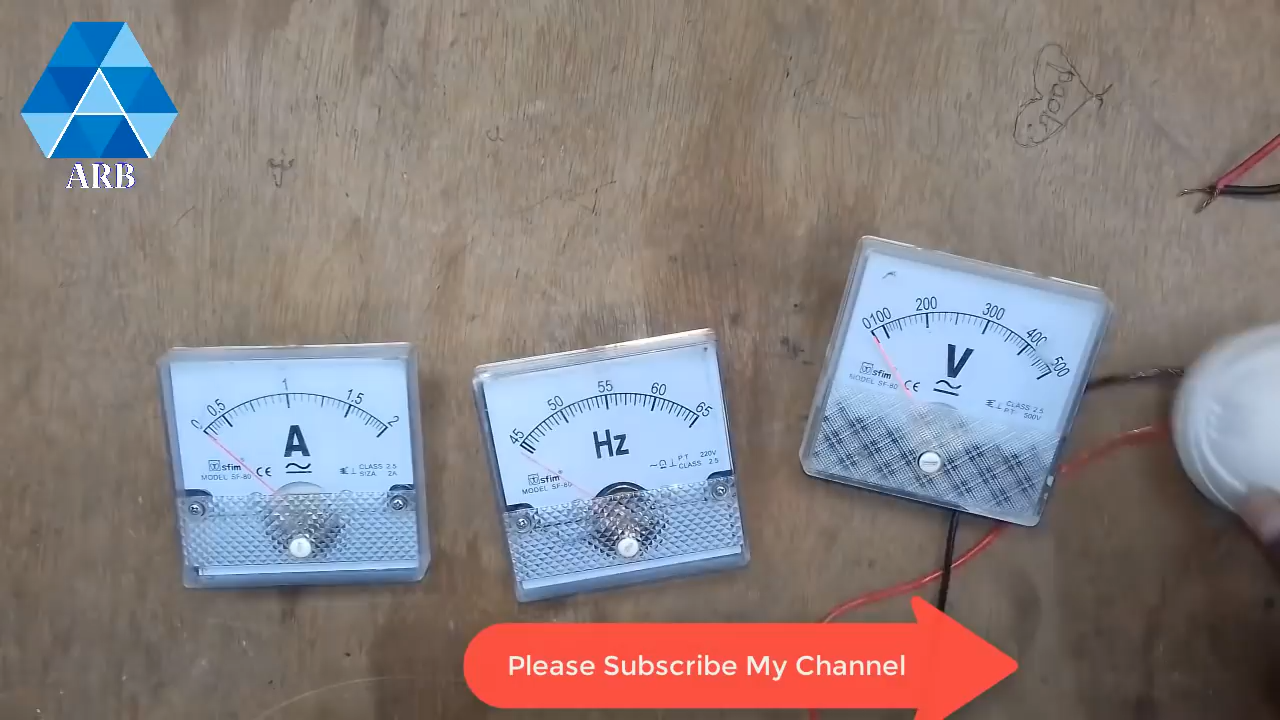 ARB
0 0.5 1 1.5 2
A
sfim CE
MODEL SF-80
CLASS 2.5
2A
45 50 55 60 65
Hz
sfim
MODEL SF-80
PT 220V
CLASS 2.5
0 100 200 300 400 500
V
sfim
MODEL SF-80 CE
CLASS 2.5
P.T. 500V
Please Subscribe My Channel